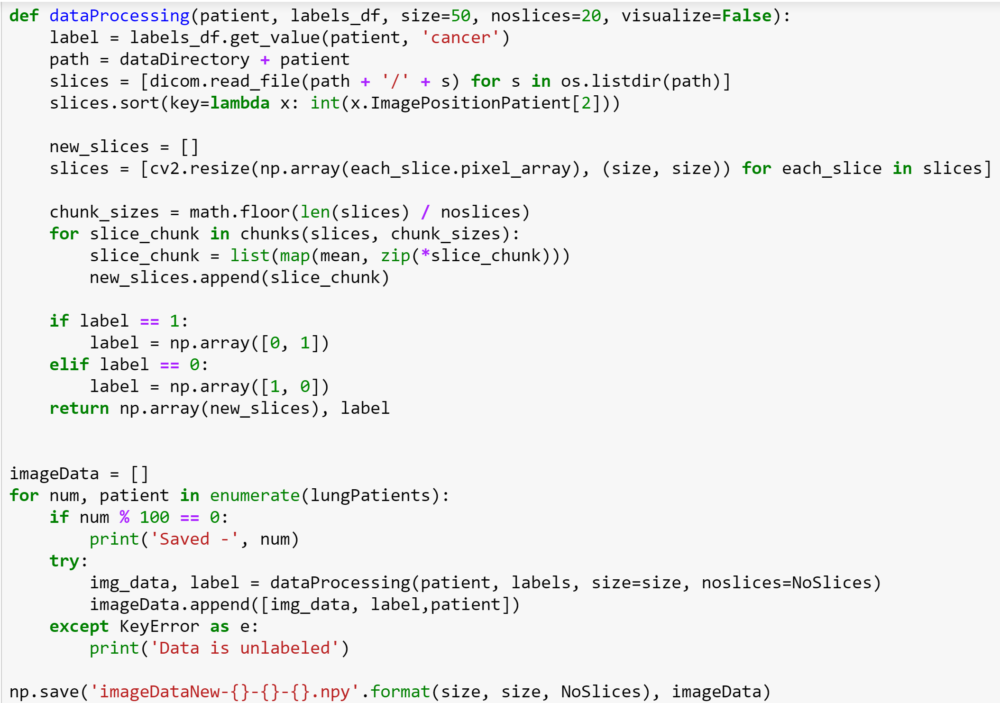 def dataProcessing(patient, labels_df, size=50, noslices=20, visualize=False):
    label = labels_df.get_value(patient, 'cancer')
    path = dataDirectory + patient
    slices = [dicom.read_file(path + '/' + s) for s in os.listdir(path)]
    slices.sort(key=lambda x: int(x.ImagePositionPatient[2]))

    new_slices = []
    slices = [cv2.resize(np.array(each_slice.pixel_array), (size, size)) for each_slice in slices]

    chunk_sizes = math.floor(len(slices) / noslices)
    for slice_chunk in chunks(slices, chunk_sizes):
        slice_chunk = list(map(mean, zip(*slice_chunk)))
        new_slices.append(slice_chunk)

    if label == 1:
        label = np.array([0, 1])
    elif label == 0:
        label = np.array([1, 0])
    return np.array(new_slices), label


imageData = []
for num, patient in enumerate(lungPatients):
    if num % 100 == 0:
        print('Saved -', num)
    try:
        img_data, label = dataProcessing(patient, labels, size=size, noslices=NoSlices)
        imageData.append([img_data, label,patient])
    except KeyError as e:
        print('Data is unlabeled')

np.save('imageDataNew-{}-{}-{}.npy'.format(size, size, NoSlices), imageData)